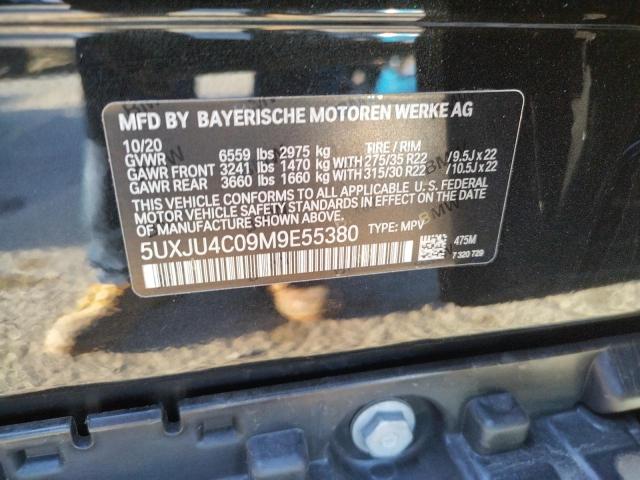 MFD BY BAYERISCHE MOTOREN WERKE AG
10/20 TIRE / RIM
GVWR 6559 lbs 2975 kg
GAWR FRONT 3241 lbs 1470 kg WITH 275/35 R22 / 9.5J x 22
GAWR REAR 3660 lbs 1660 kg WITH 315/30 R22 / 10.5J x 22
THIS VEHICLE CONFORMS TO ALL APPLICABLE U. S. FEDERAL
MOTOR VEHICLE SAFETY STANDARDS IN EFFECT ON THE
DATE OF MANUFACTURE SHOWN ABOVE.
5UXJU4C09M9E55380 TYPE: MPV
475M
7 320 729